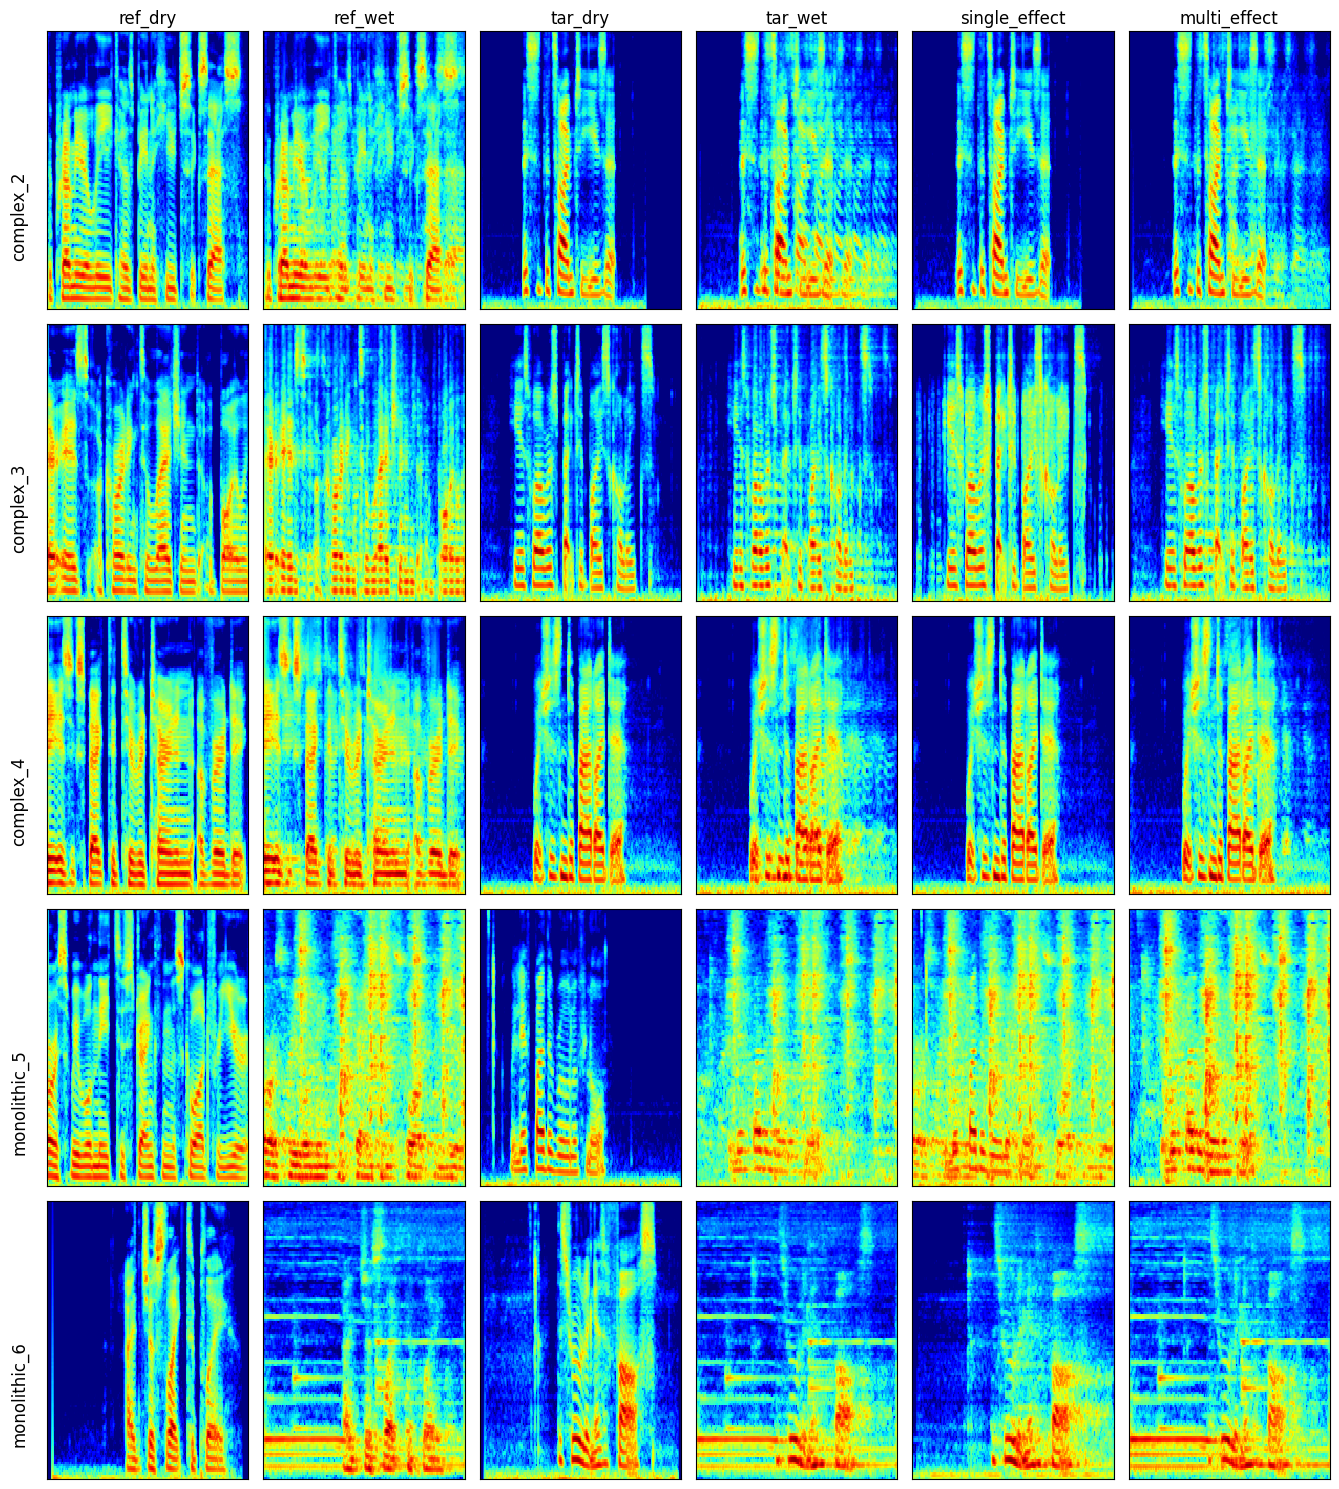 ref_dry ref_wet tar_dry tar_wet single_effect multi_effect
complex_2
complex_3
complex_4
monolithic_5
monolithic_6